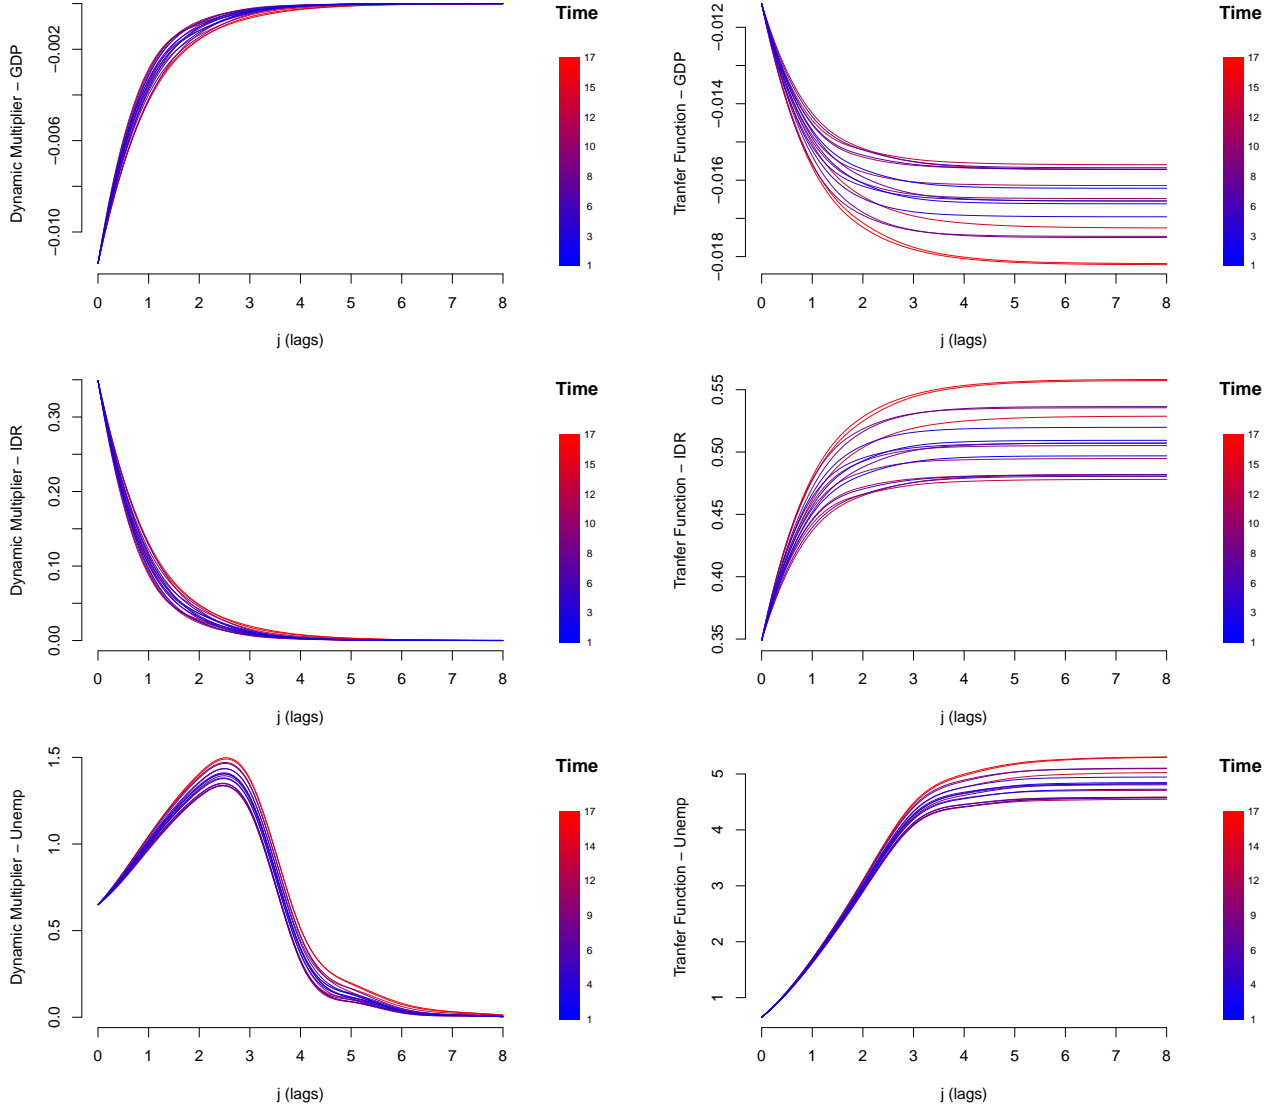 Dynamic Multiplier – GDP
−0.002
−0.006
−0.010
0 1 2 3 4 5 6 7 8
j (lags)
Time
17
15
12
10
8
6
3
1
Tranfer Function – GDP
−0.012
−0.014
−0.016
−0.018
0 1 2 3 4 5 6 7 8
j (lags)
Time
17
15
12
10
8
6
3
1
Dynamic Multiplier – IDR
0.30
0.20
0.10
0.00
0 1 2 3 4 5 6 7 8
j (lags)
Time
17
15
12
10
8
6
3
1
Tranfer Function – IDR
0.55
0.50
0.45
0.40
0.35
0 1 2 3 4 5 6 7 8
j (lags)
Time
17
15
12
10
8
6
3
1
Dynamic Multiplier – Unemp
1.5
1.0
0.5
0.0
0 1 2 3 4 5 6 7 8
j (lags)
Time
17
14
12
9
6
4
1
Tranfer Function – Unemp
5
4
3
2
1
0 1 2 3 4 5 6 7 8
j (lags)
Time
17
14
12
9
6
4
1